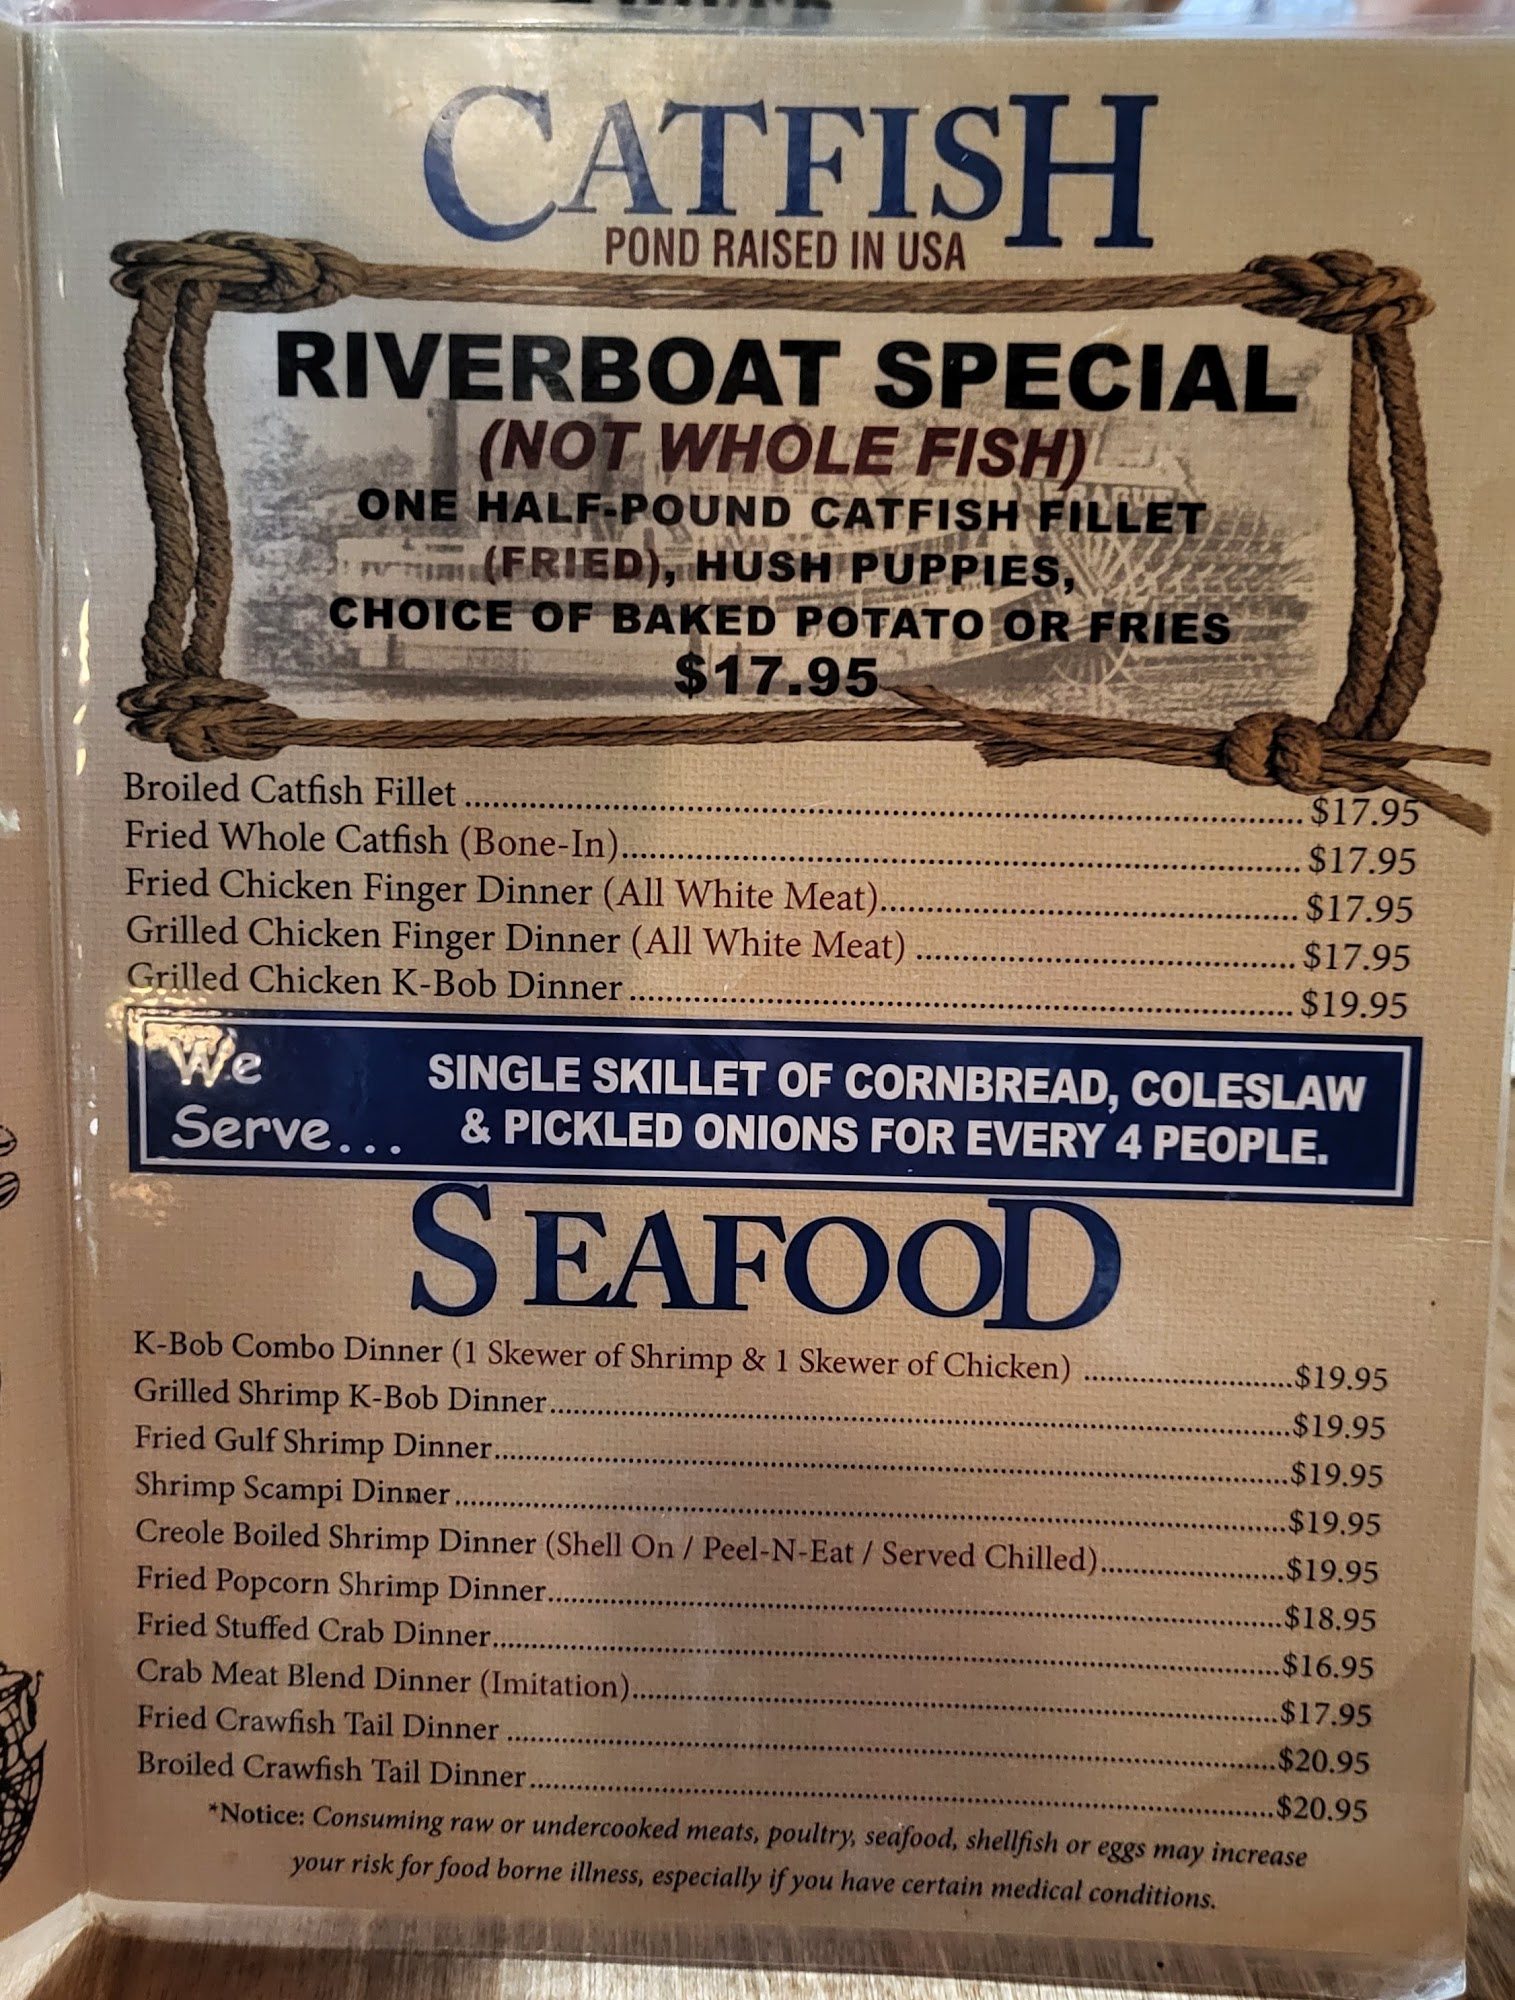 CATFISH
POND RAISED IN USA
RIVERBOAT SPECIAL
(NOT WHOLE FISH)
ONE HALF-POUND CATFISH FILLET
(FRIED), HUSH PUPPIES,
CHOICE OF BAKED POTATO OR FRIES
$17.95
Broiled Catfish Fillet $17.95
Fried Whole Catfish (Bone-In) $17.95
Fried Chicken Finger Dinner (All White Meat) $17.95
Grilled Chicken Finger Dinner (All White Meat) $17.95
Grilled Chicken K-Bob Dinner $19.95
We
Serve...
SINGLE SKILLET OF CORNBREAD, COLESLAW
& PICKLED ONIONS FOR EVERY 4 PEOPLE.
SEAFOOD
K-Bob Combo Dinner (1 Skewer of Shrimp & 1 Skewer of Chicken) $19.95
Grilled Shrimp K-Bob Dinner $19.95
Fried Gulf Shrimp Dinner $19.95
Shrimp Scampi Dinner $19.95
Creole Boiled Shrimp Dinner (Shell On / Peel-N-Eat / Served Chilled) $19.95
Fried Popcorn Shrimp Dinner $18.95
Fried Stuffed Crab Dinner $16.95
Crab Meat Blend Dinner (Imitation) $17.95
Fried Crawfish Tail Dinner $20.95
Broiled Crawfish Tail Dinner $20.95
*Notice: Consuming raw or undercooked meats, poultry, seafood, shellfish or eggs may increase
your risk for food borne illness, especially if you have certain medical conditions.